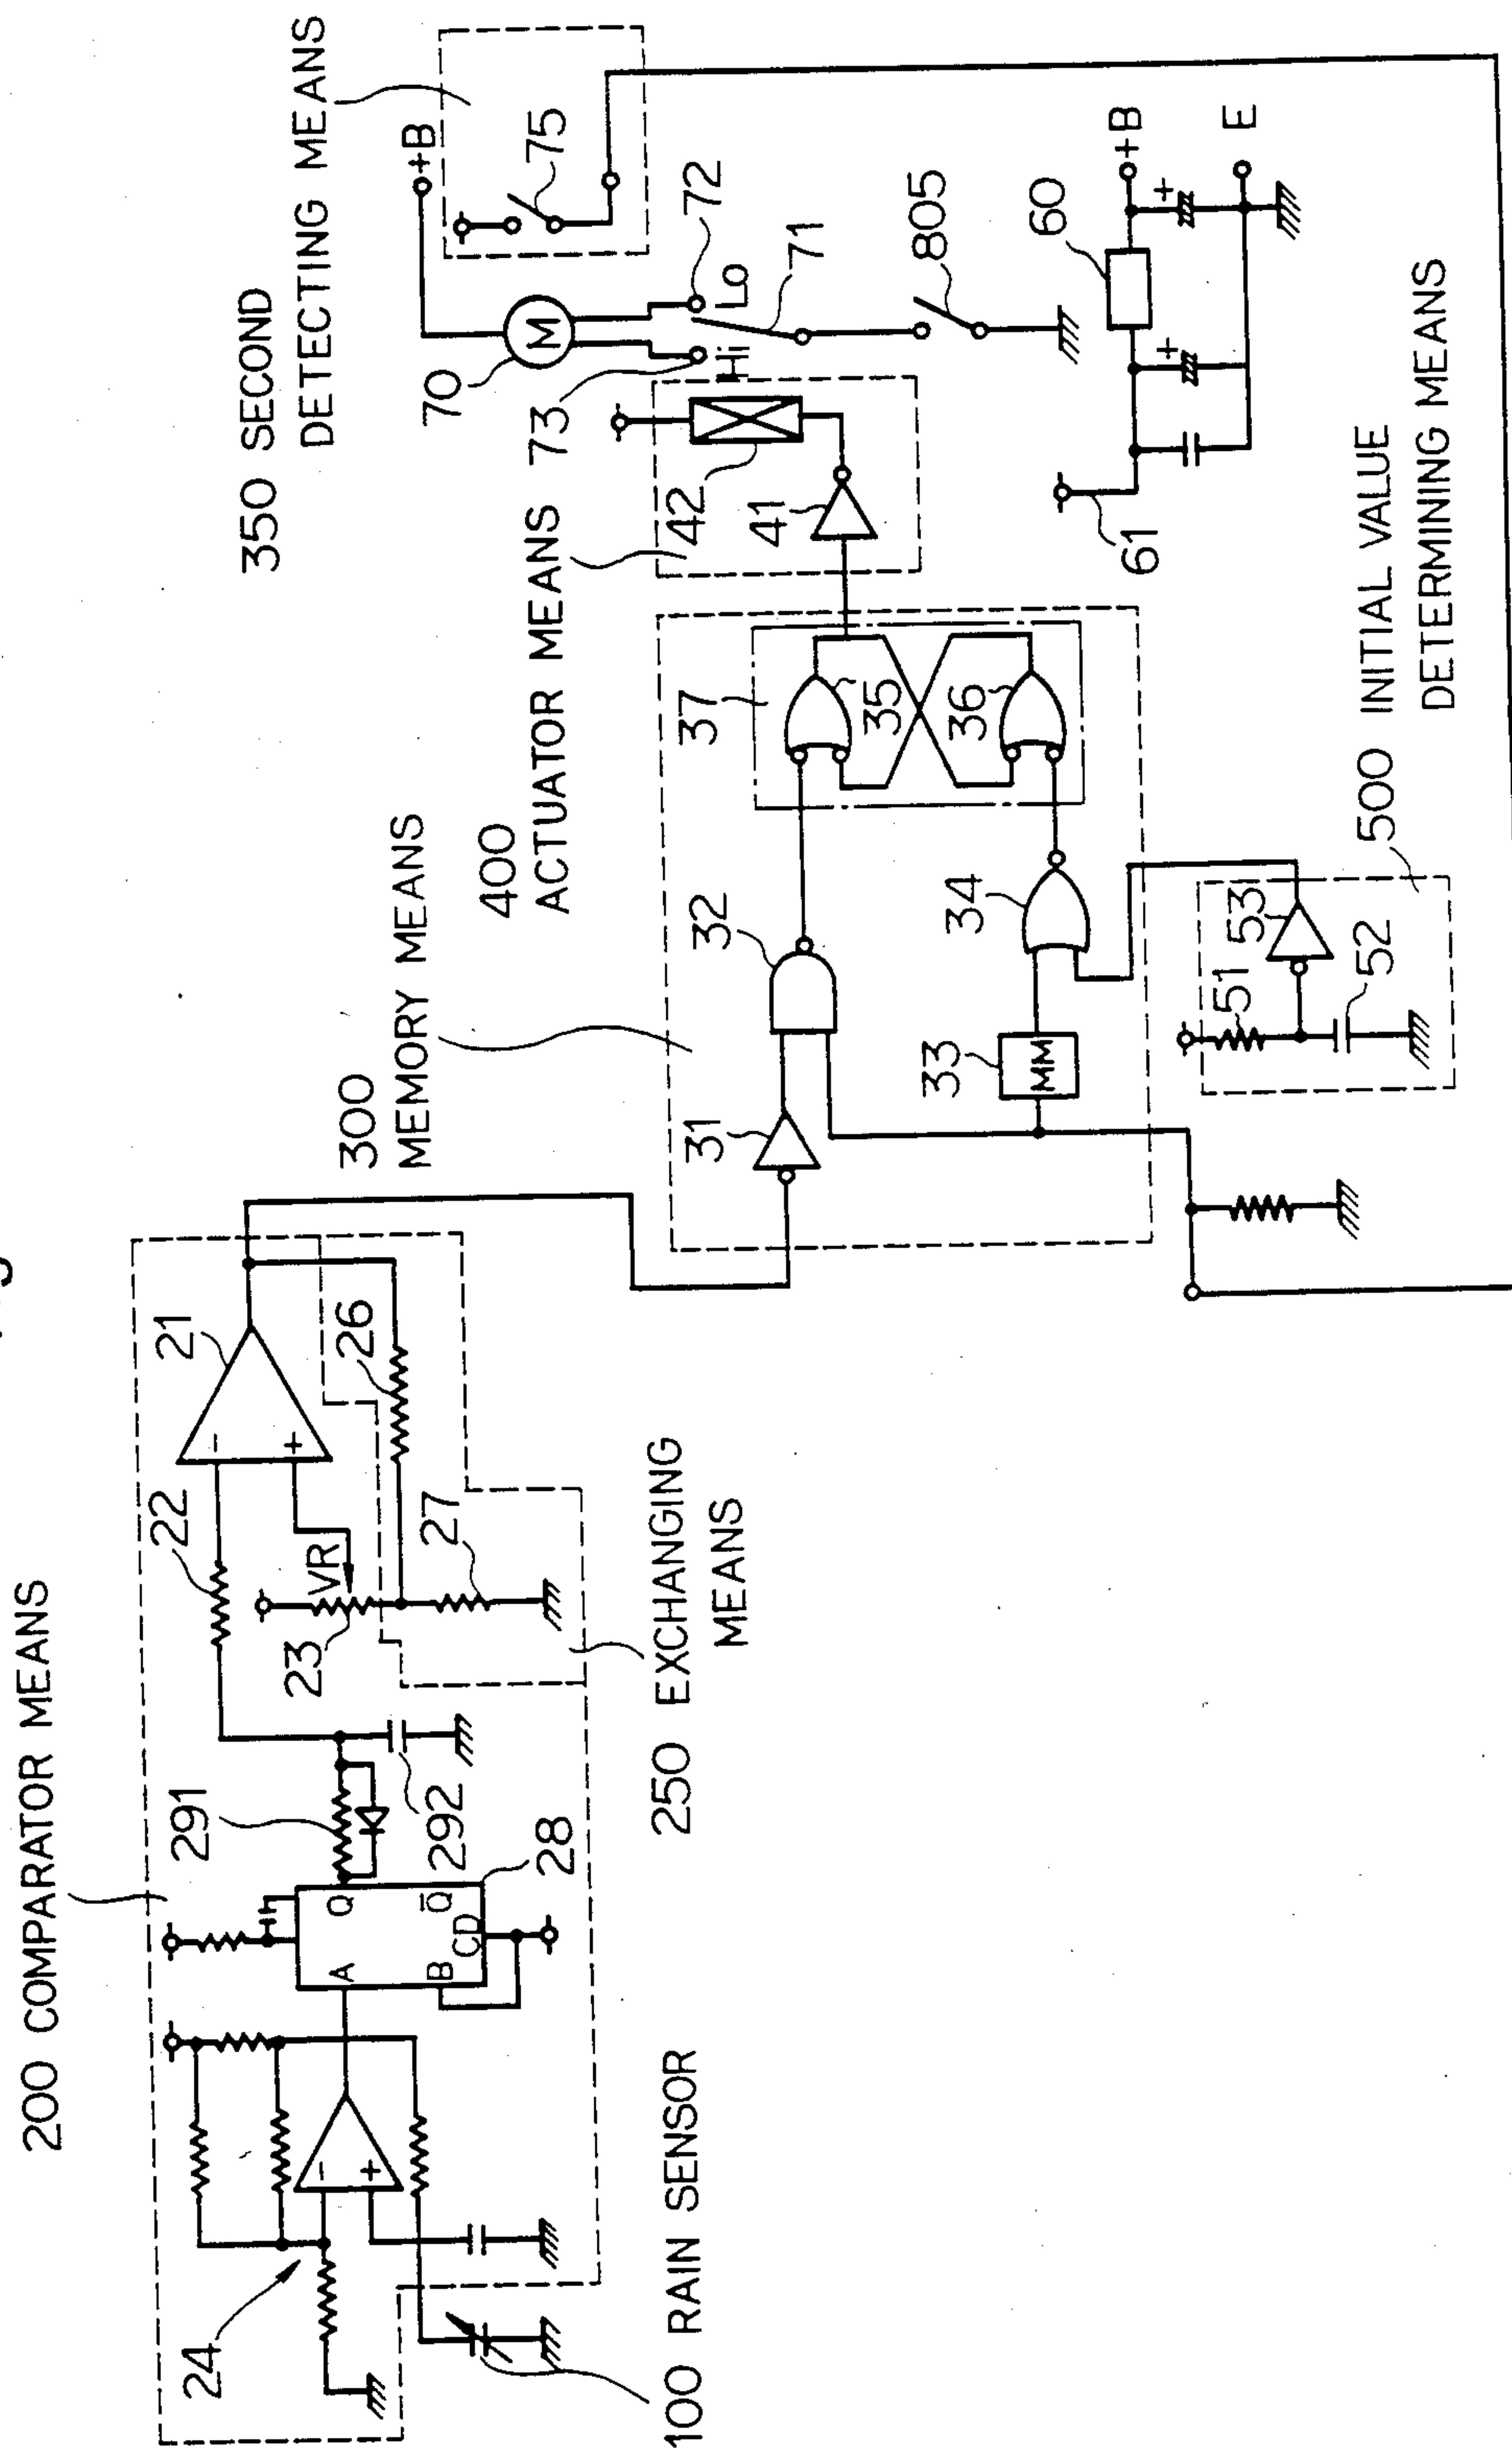 200 COMPARATOR MEANS
24
100 RAIN SENSOR
-
+
A
B
CD
Q
Q̅
28
291
292
22
23
VR
21
-
+
26
27
250 EXCHANGING
MEANS
300
MEMORY MEANS
31
32
33
MM
34
35
36
37
400
ACTUATOR MEANS
41
42
350 SECOND
DETECTING MEANS
70
M
+B
75
73
Hi
Lo
72
71
805
60
61
+
+
+B
E
51
52
53
500 INITIAL VALUE
DETERMINING MEANS